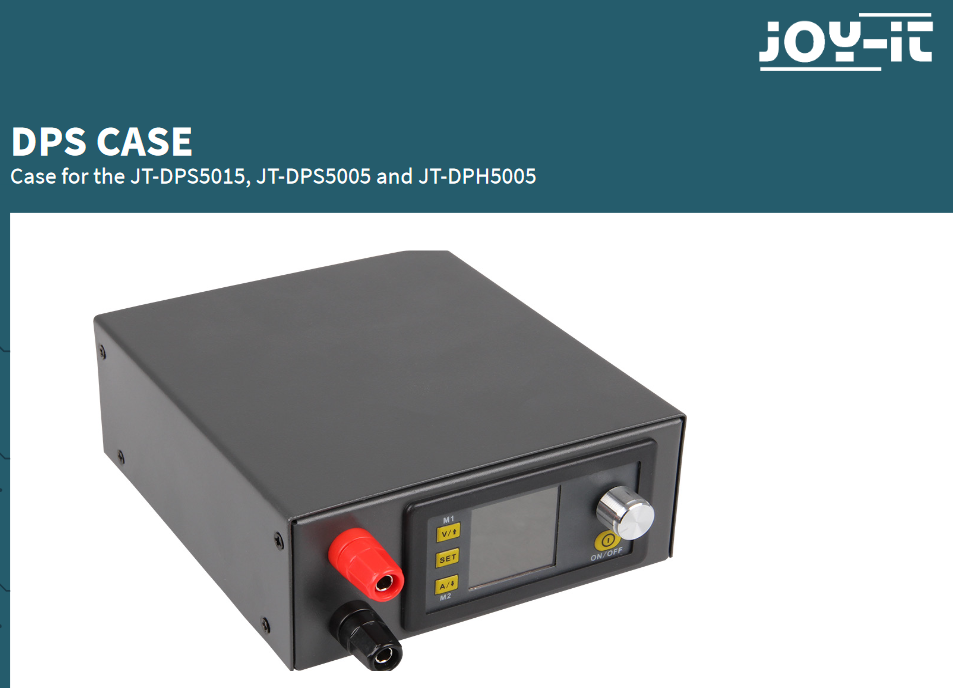 JOY-iT
DPS CASE
Case for the JT-DPS5015, JT-DPS5005 and JT-DPH5005
M1
V/⬆
SET
A/⬇
M2
ON/OFF